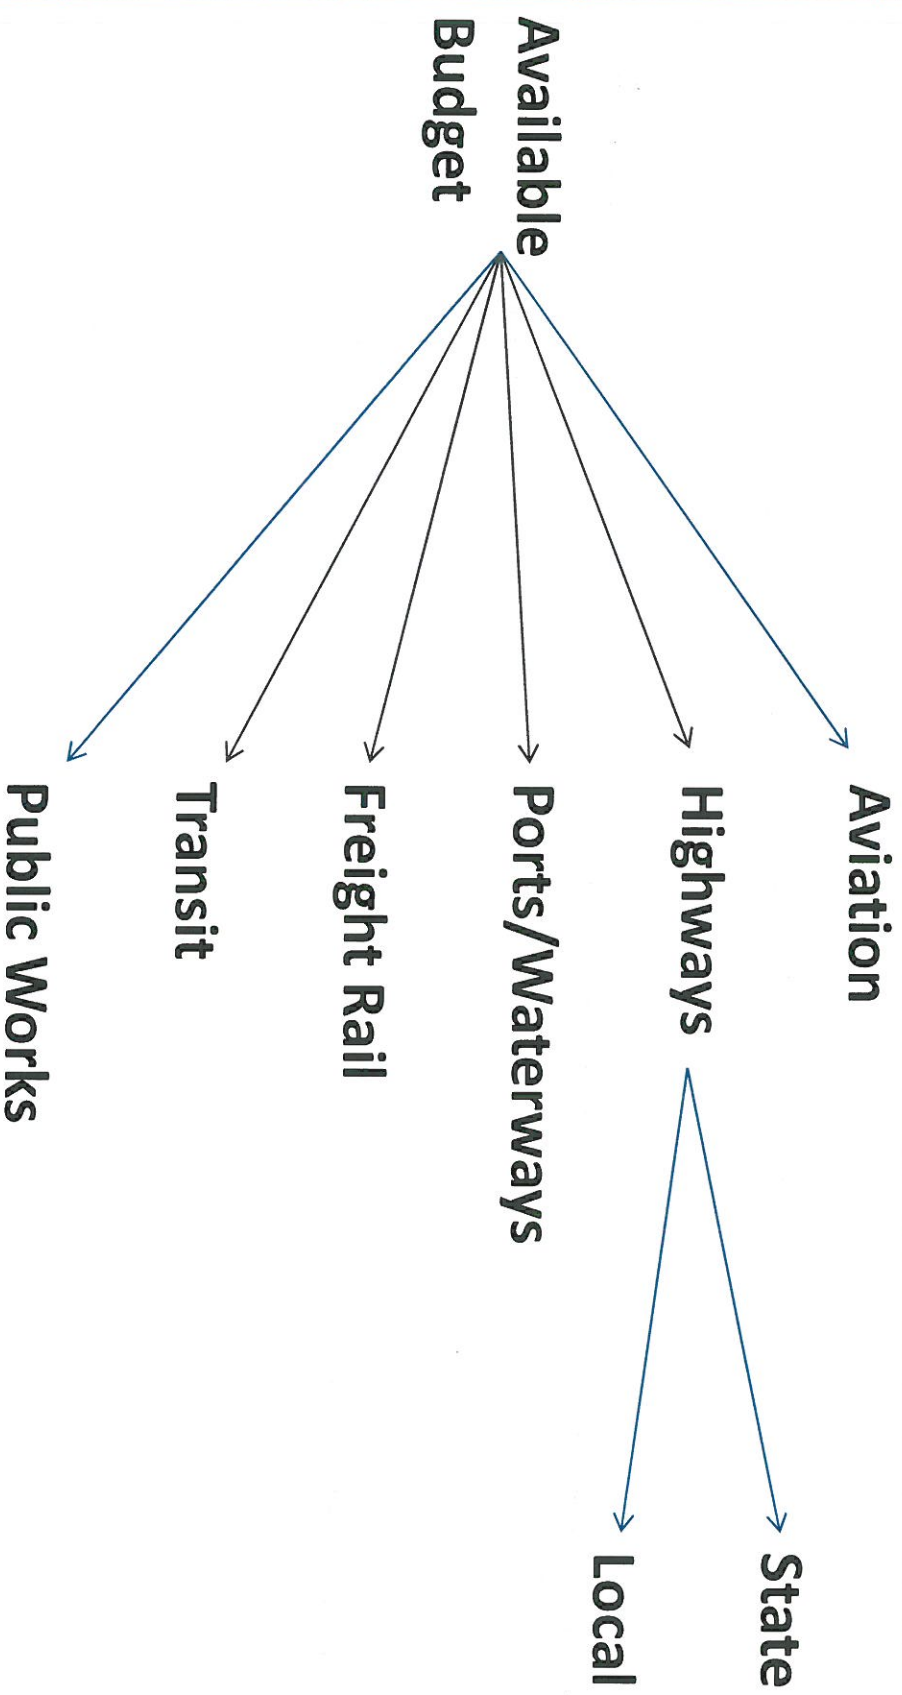 Available
Budget
Aviation
Highways
Ports/Waterways
Freight Rail
Transit
Public Works
State
Local